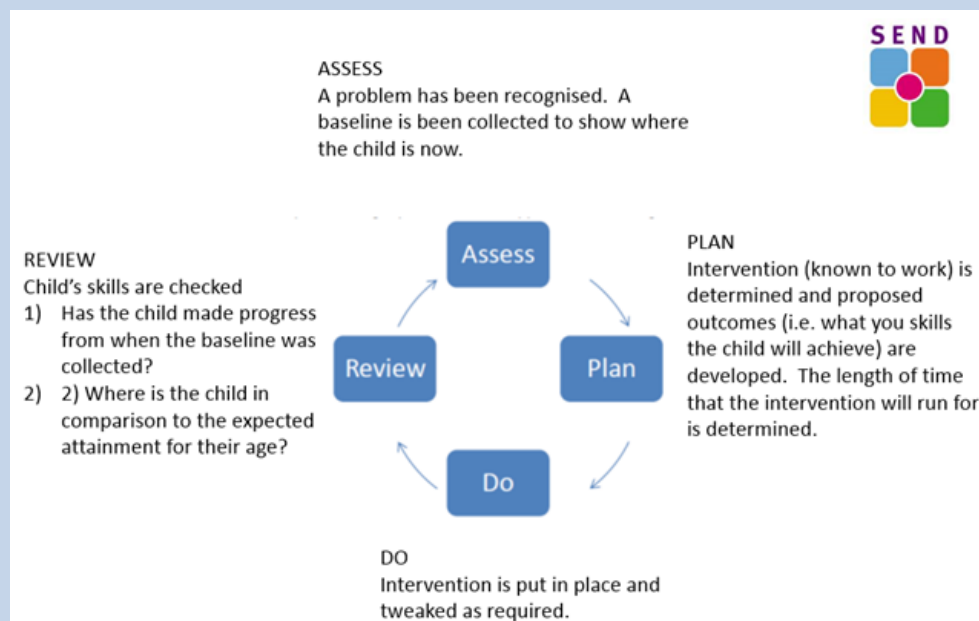 SEND
ASSESS
A problem has been recognised. A
baseline is been collected to show where
the child is now.
Assess
PLAN
Intervention (known to work) is
determined and proposed
outcomes (i.e. what you skills
the child will achieve) are
developed. The length of time
that the intervention will run for
is determined.
REVIEW
Child's skills are checked
1) Has the child made progress
from when the baseline was
collected?
2) 2) Where is the child in
comparison to the expected
attainment for their age?
Review
Plan
Do
DO
Intervention is put in place and
tweaked as required.